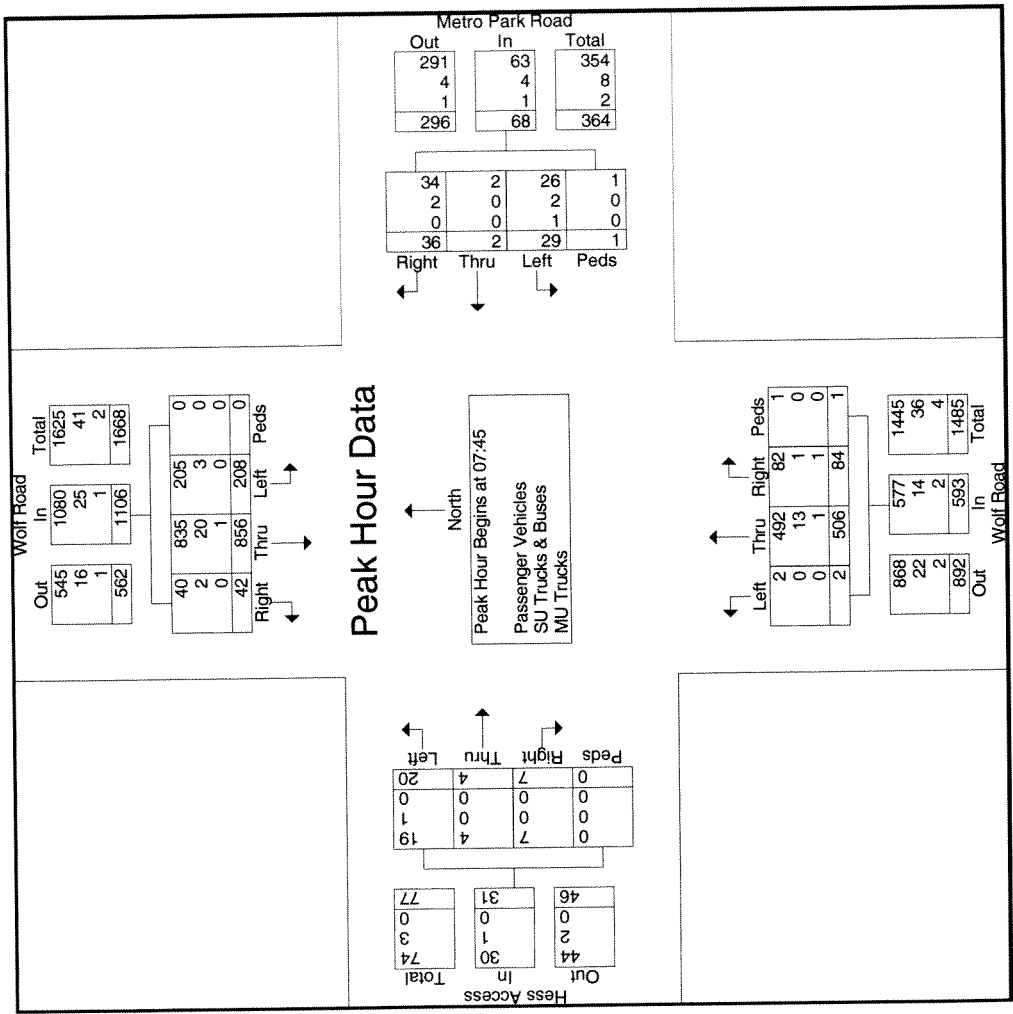 Metro Park Road
Out In Total
291 63 354
4 4 8
1 1 2
296 68 364
34 2 26 1
2 0 2 0
0 0 1 0
36 2 29 1
Right Thru Left Peds
Wolf Road
Out In Total
545 1080 1625
16 25 41
1 1 2
562 1106 1668
40 835 205 0
2 20 3 0
0 1 0 0
42 856 208 0
Right Thru Left Peds
Peak Hour Data
North
Peak Hour Begins at 07:45
Passenger Vehicles
SU Trucks & Buses
MU Trucks
Left Thru Right Peds
2 492 82 1
0 13 1 0
0 1 1 0
2 506 84 1
868 577 1445
22 14 36
2 2 4
892 593 1485
Out In Total
Wolf Road
Left Thru Right Peds
20 4 7 0
0 0 0 0
1 0 0 0
19 4 7 0
77 31 46
0 0 0
3 1 2
74 30 44
Total In Out
Hess Access